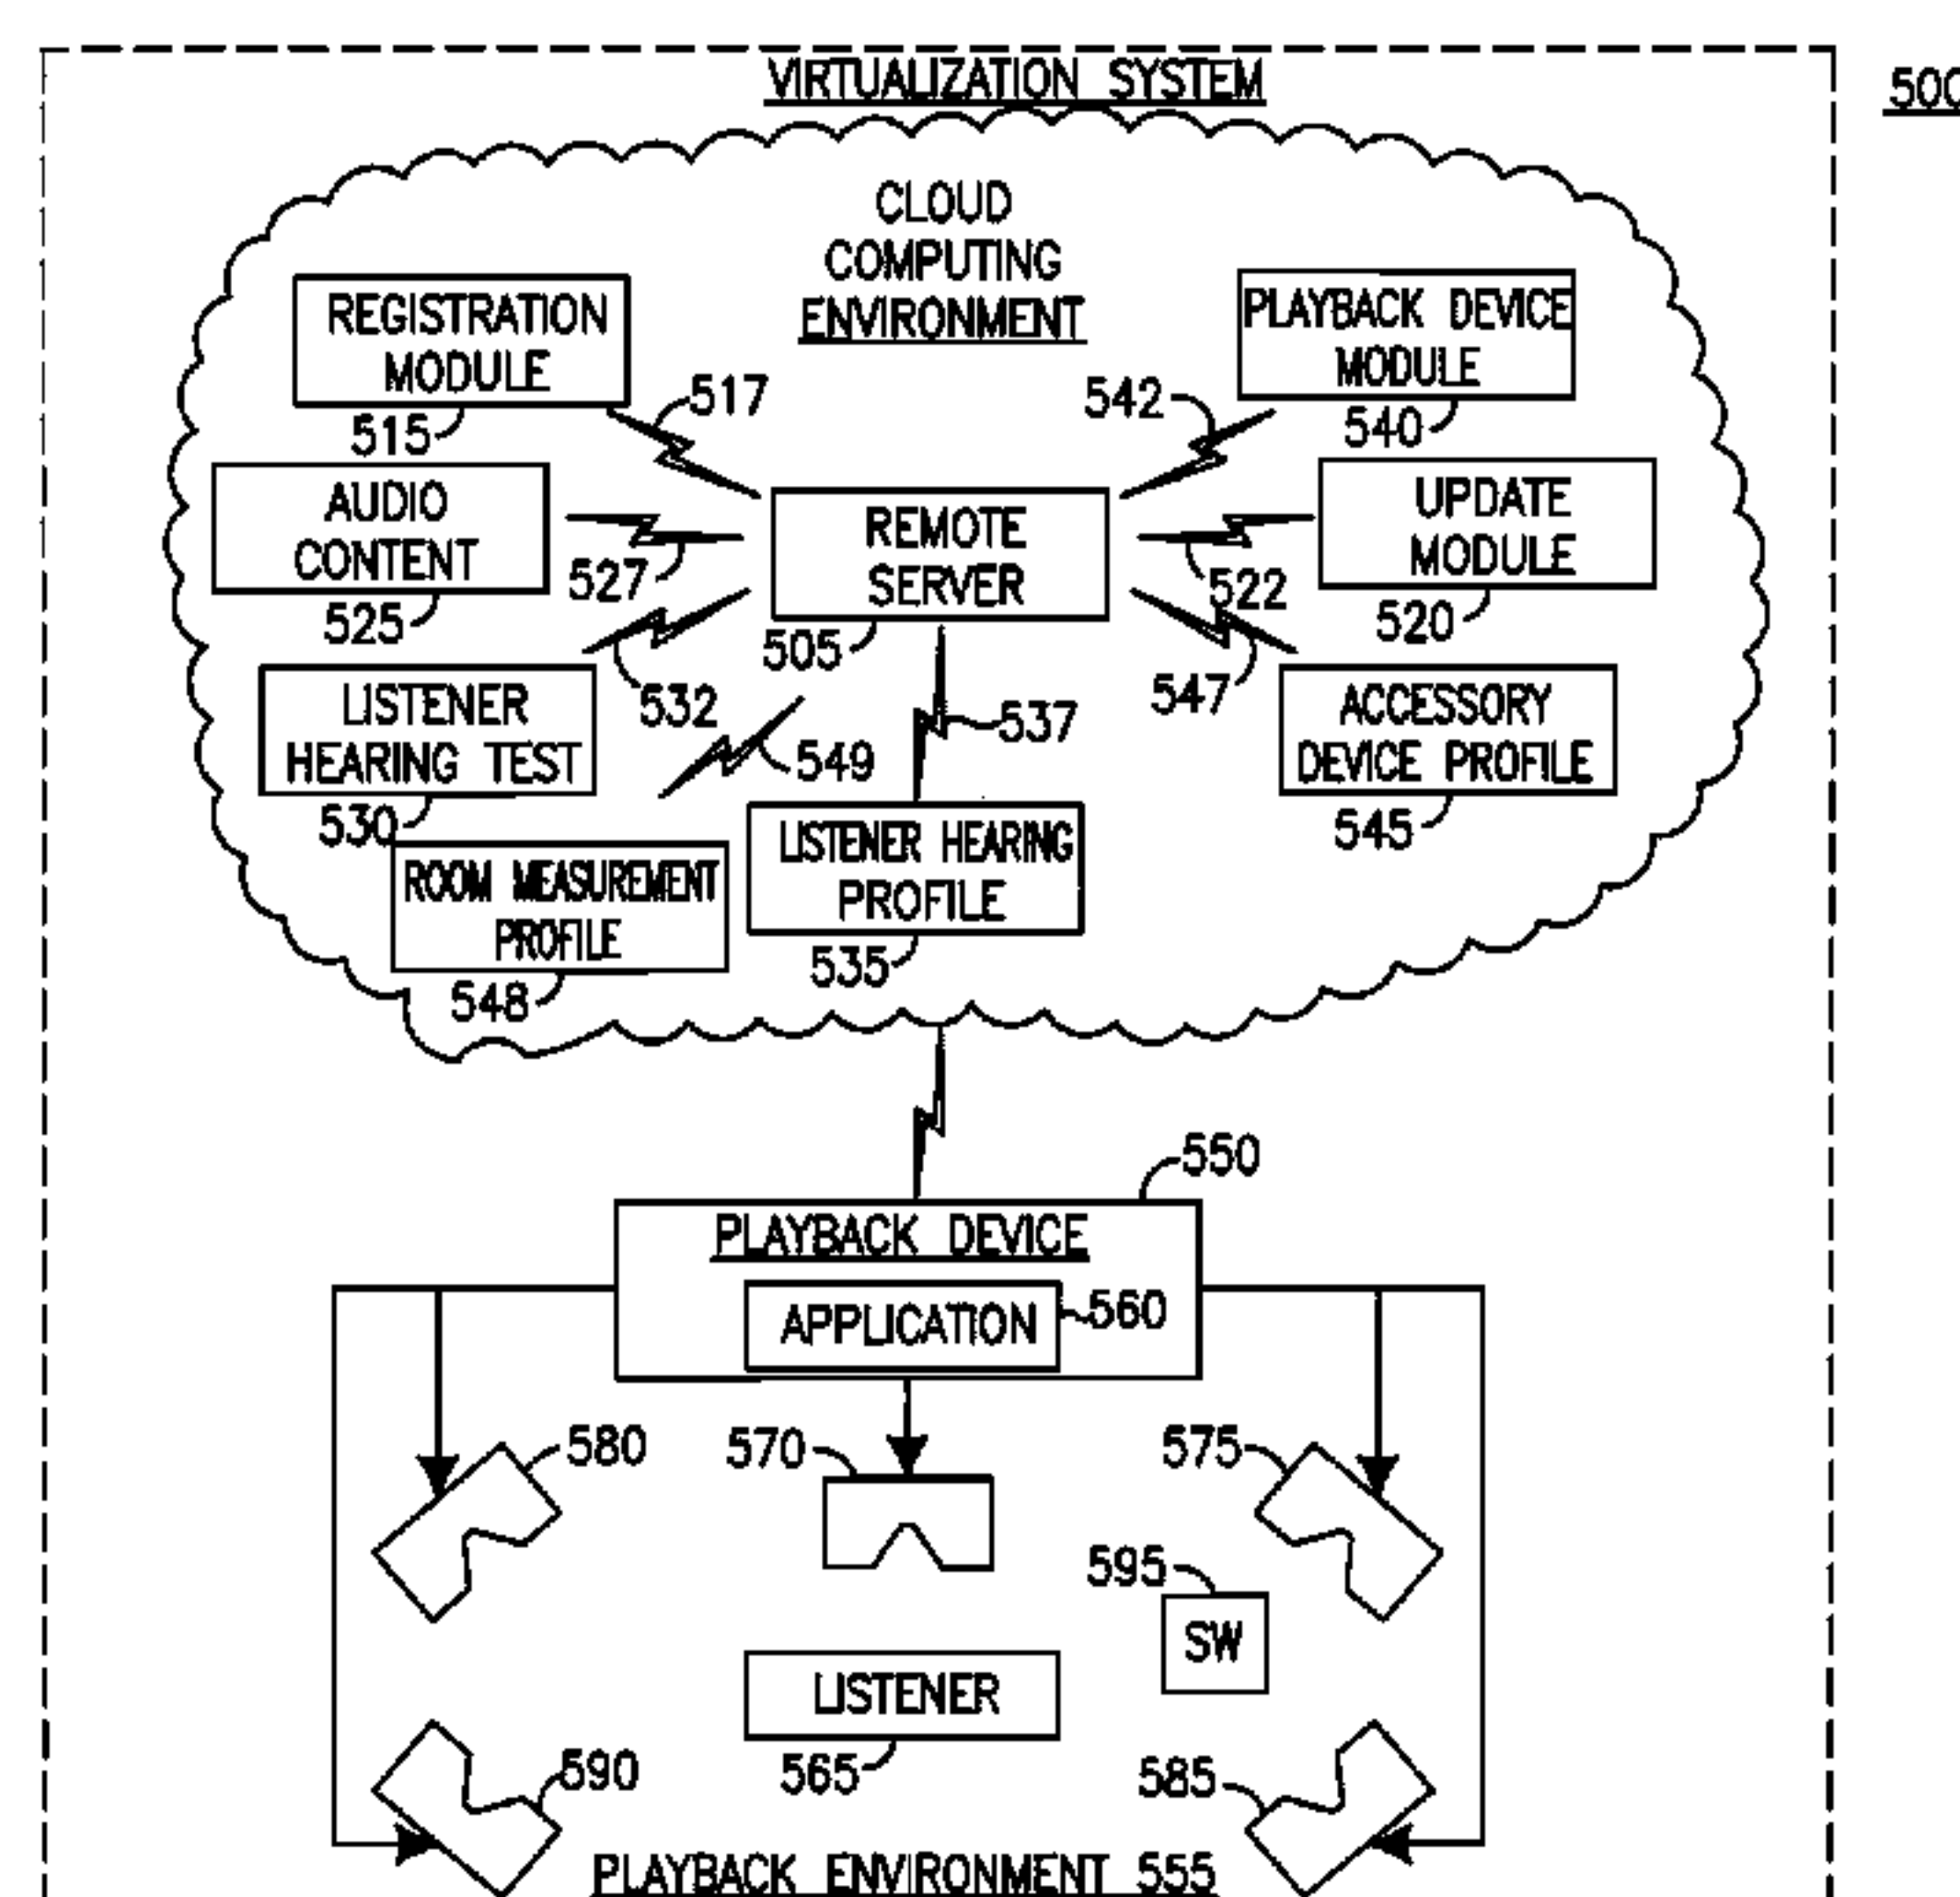 VIRTUALIZATION SYSTEM
500
CLOUD
COMPUTING
ENVIRONMENT
REGISTRATION
MODULE
515
517
PLAYBACK DEVICE
MODULE
540
542
AUDIO
CONTENT
525
527
REMOTE
SERVER
505
UPDATE
MODULE
520
522
LISTENER
HEARING TEST
530
532
549
537
547
ACCESSORY
DEVICE PROFILE
545
ROOM MEASUREMENT
PROFILE
548
LISTENER HEARING
PROFILE
535
550
PLAYBACK DEVICE
APPLICATION
560
580
570
575
595
SW
LISTENER
565
590
585
PLAYBACK ENVIRONMENT 555